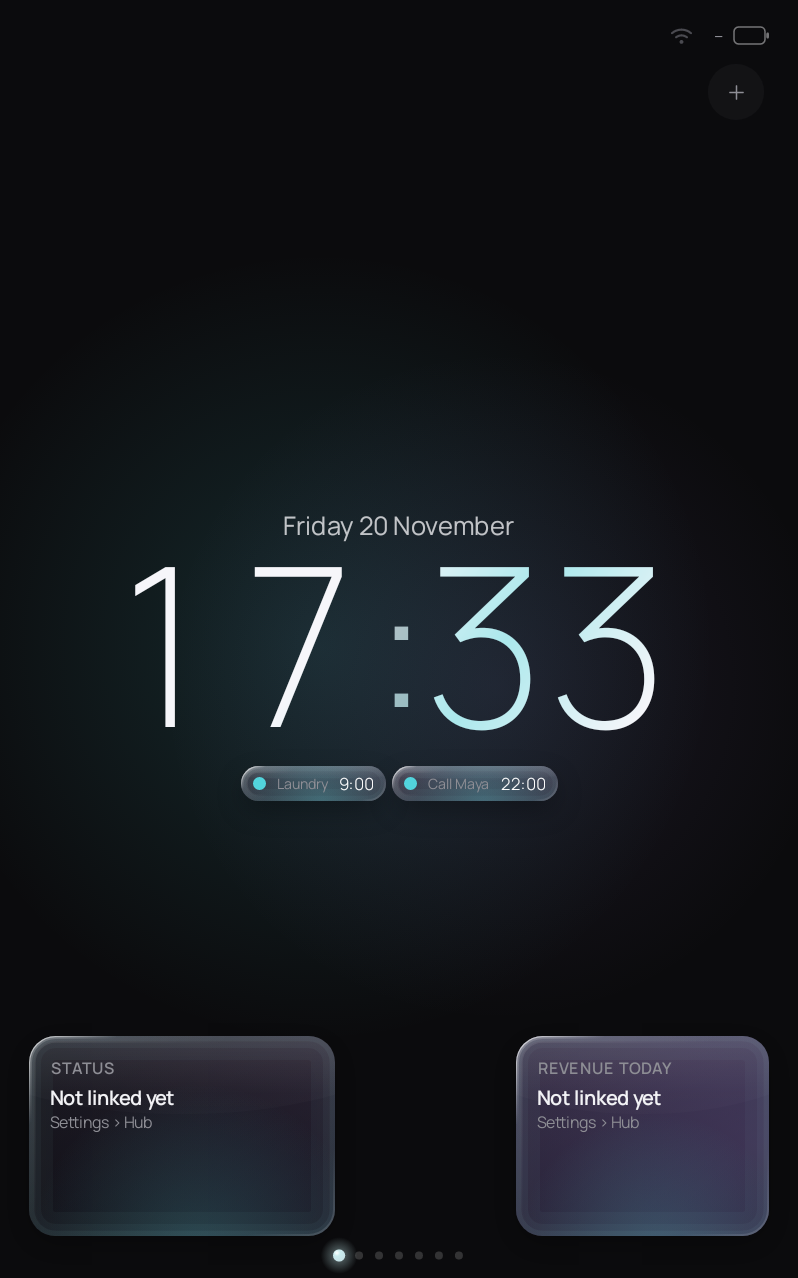 –
+
Friday 20 November
17:33
Laundry 9:00 Call Maya 22:00
STATUS
Not linked yet
Settings > Hub
REVENUE TODAY
Not linked yet
Settings > Hub